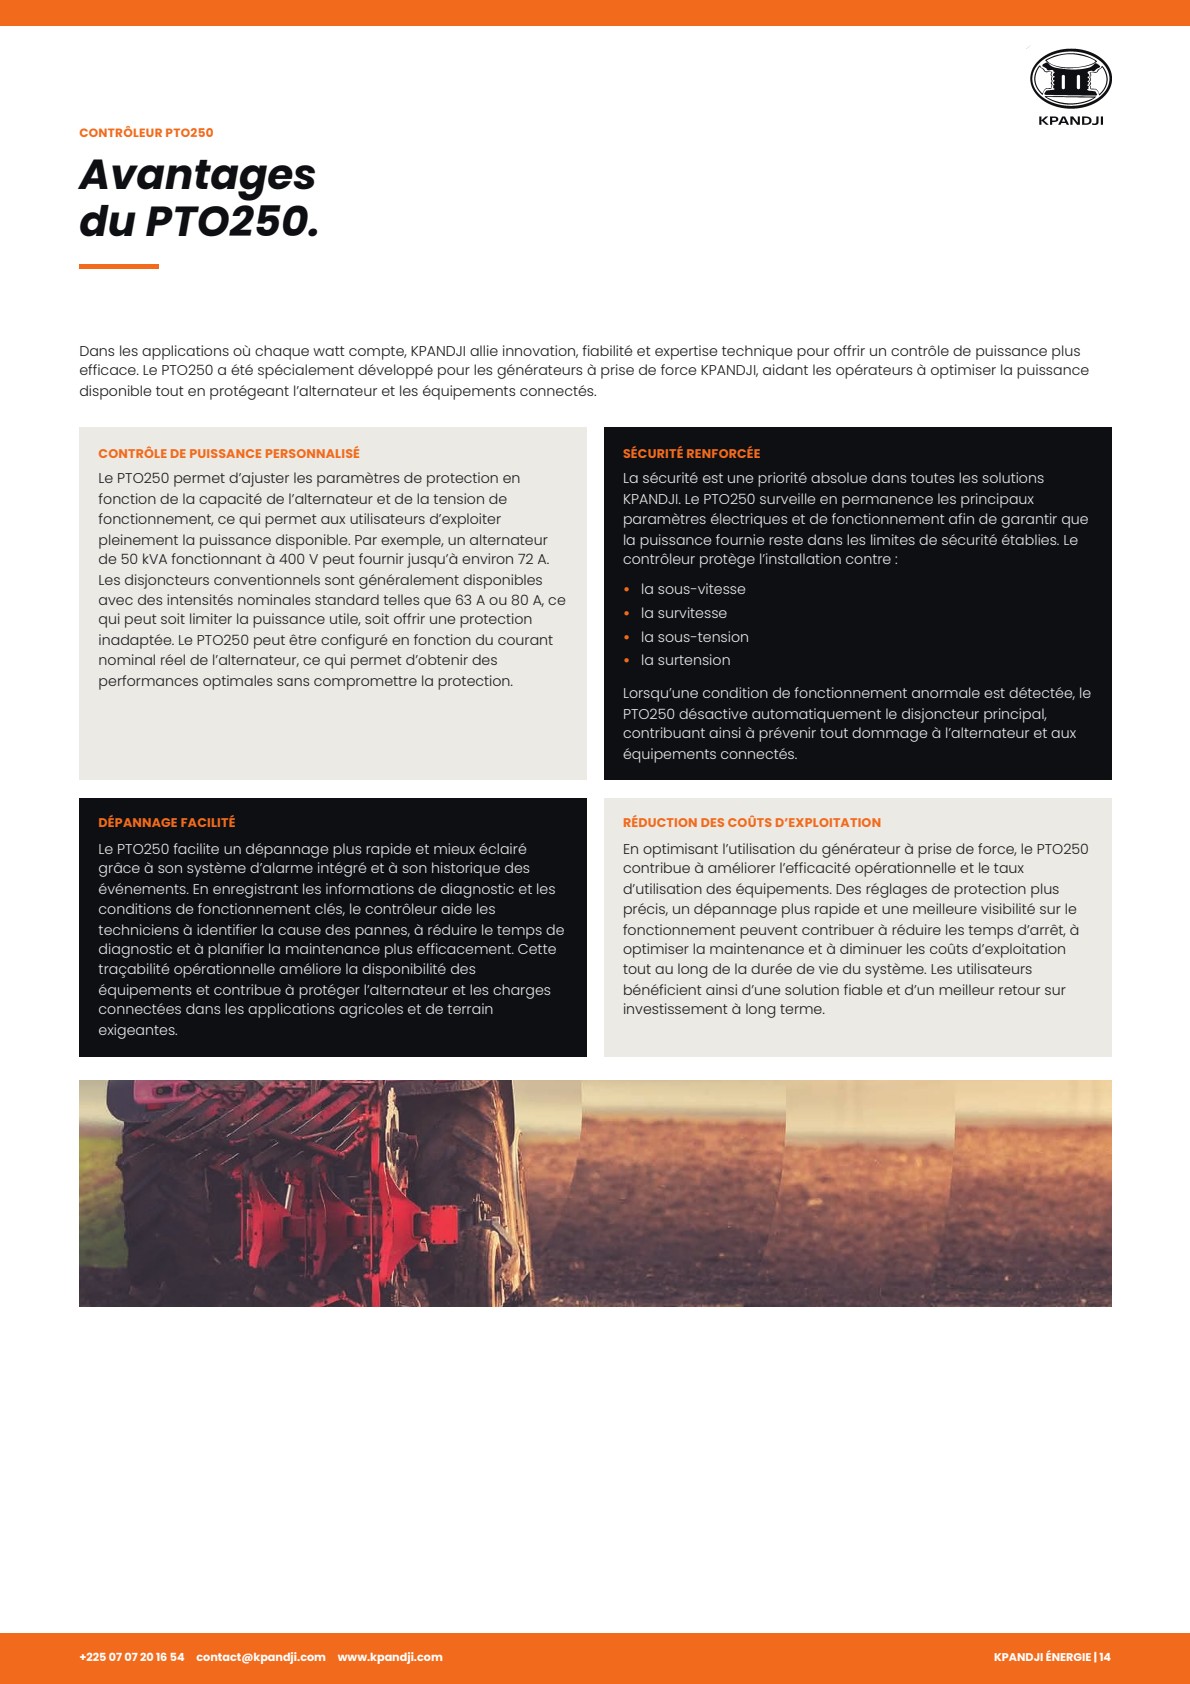 KPANDJI
CONTRÔLEUR PTO250
Avantages
du PTO250.
Dans les applications où chaque watt compte, KPANDJI allie innovation, fiabilité et expertise technique pour offrir un contrôle de puissance plus
efficace. Le PTO250 a été spécialement développé pour les générateurs à prise de force KPANDJI, aidant les opérateurs à optimiser la puissance
disponible tout en protégeant l’alternateur et les équipements connectés.
CONTRÔLE DE PUISSANCE PERSONNALISÉ
Le PTO250 permet d’ajuster les paramètres de protection en
fonction de la capacité de l’alternateur et de la tension de
fonctionnement, ce qui permet aux utilisateurs d’exploiter
pleinement la puissance disponible. Par exemple, un alternateur
de 50 kVA fonctionnant à 400 V peut fournir jusqu’à environ 72 A.
Les disjoncteurs conventionnels sont généralement disponibles
avec des intensités nominales standard telles que 63 A ou 80 A, ce
qui peut soit limiter la puissance utile, soit offrir une protection
inadaptée. Le PTO250 peut être configuré en fonction du courant
nominal réel de l’alternateur, ce qui permet d’obtenir des
performances optimales sans compromettre la protection.
SÉCURITÉ RENFORCÉE
La sécurité est une priorité absolue dans toutes les solutions
KPANDJI. Le PTO250 surveille en permanence les principaux
paramètres électriques et de fonctionnement afin de garantir que
la puissance fournie reste dans les limites de sécurité établies. Le
contrôleur protège l’installation contre :
• la sous-vitesse
• la survitesse
• la sous-tension
• la surtension
Lorsqu’une condition de fonctionnement anormale est détectée, le
PTO250 désactive automatiquement le disjoncteur principal,
contribuant ainsi à prévenir tout dommage à l’alternateur et aux
équipements connectés.
DÉPANNAGE FACILITÉ
Le PTO250 facilite un dépannage plus rapide et mieux éclairé
grâce à son système d’alarme intégré et à son historique des
événements. En enregistrant les informations de diagnostic et les
conditions de fonctionnement clés, le contrôleur aide les
techniciens à identifier la cause des pannes, à réduire le temps de
diagnostic et à planifier la maintenance plus efficacement. Cette
traçabilité opérationnelle améliore la disponibilité des
équipements et contribue à protéger l’alternateur et les charges
connectées dans les applications agricoles et de terrain
exigeantes.
RÉDUCTION DES COÛTS D’EXPLOITATION
En optimisant l’utilisation du générateur à prise de force, le PTO250
contribue à améliorer l’efficacité opérationnelle et le taux
d’utilisation des équipements. Des réglages de protection plus
précis, un dépannage plus rapide et une meilleure visibilité sur le
fonctionnement peuvent contribuer à réduire les temps d’arrêt, à
optimiser la maintenance et à diminuer les coûts d’exploitation
tout au long de la durée de vie du système. Les utilisateurs
bénéficient ainsi d’une solution fiable et d’un meilleur retour sur
investissement à long terme.
+225 07 07 20 16 54 contact@kpandji.com www.kpandji.com
KPANDJI ÉNERGIE | 14